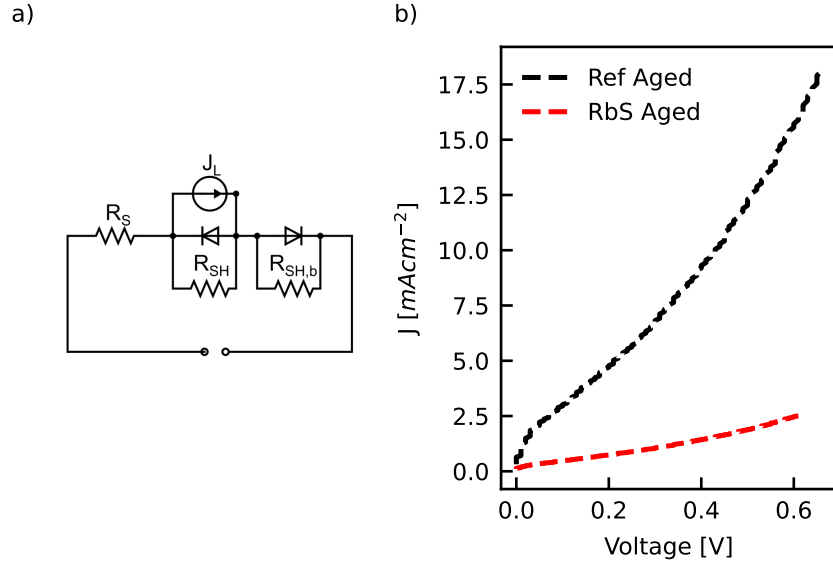 a)
J_L
R_S
R_SH
R_SH,b
b)
Ref Aged
RbS Aged
17.5
15.0
12.5
10.0
7.5
5.0
2.5
0.0
J [mAcm⁻²]
0.0 0.2 0.4 0.6
Voltage [V]